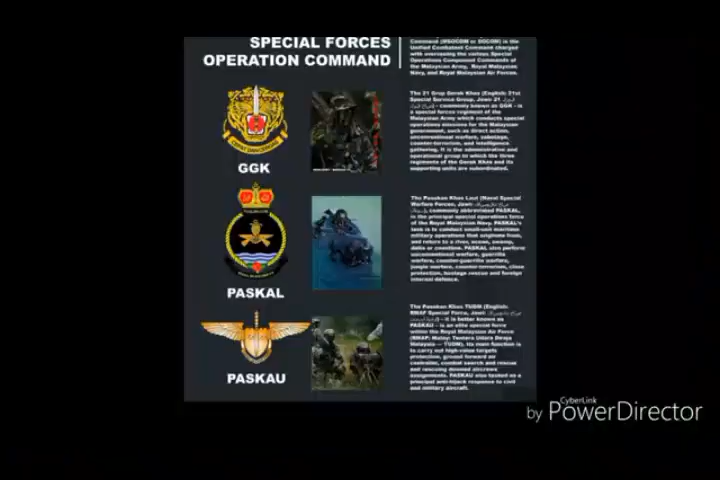 SPECIAL FORCES
OPERATION COMMAND
Command (MSOCOM or DOCOM) is the
Unified Combatant Command charged
with overseeing the various Special
Operations Component Commands of
the Malaysian Army, Royal Malaysian
Navy, and Royal Malaysian Air Forces.
GGK
The 21 Grup Gerak Khas (English: 21st
Special Service Group, Jawi: 21
commonly known as GGK - is
a special forces regiment of the
Malaysian Army which conducts special
operations missions for the Malaysian
government, such as direct action,
unconventional warfare, sabotage,
counter-terrorism, and intelligence
gathering. It is the administrative and
operational group to which the three
regiments of the Gerak Khas and its
supporting units are subordinated.
PASKAL
The Pasukan Khas Laut (Naval Special
Warfare Forces, Jawi:
commonly abbreviated PASKAL,
is the principal special operations force
of the Royal Malaysian Navy. PASKAL's
task is to conduct small-unit maritime
military operations that originate from,
and return to a river, ocean, swamp,
delta or coastline. PASKAL also perform
unconventional warfare, guerrilla
warfare, counter-guerrilla warfare,
jungle warfare, counter-terrorism, close
protection, hostage rescue and foreign
internal defence.
PASKAU
The Pasukan Khas TUDM (English:
RMAF Special Force, Jawi:
it is better known as
PASKAU - is an elite special force
within the Royal Malaysian Air Force
(RMAF; Malay: Tentera Udara Diraja
Malaysia — TUDM). Its main function is
to carry out high-value targets
protection, ground forward air
controller, combat search and rescue
and rescuing downed aircrews
assignments. PASKAU also tasked as a
principal anti-hijack response to civil
and military aircraft.
CyberLink
by PowerDirector